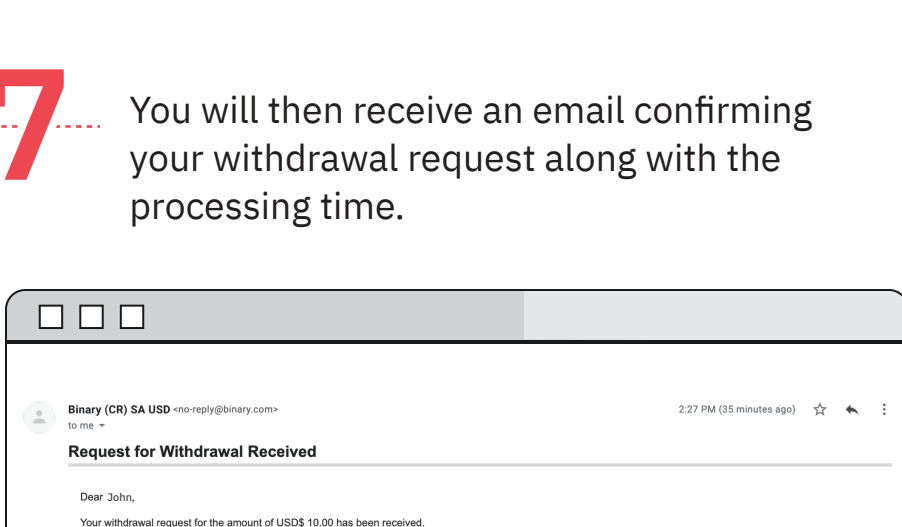 7
You will then receive an email confirming
your withdrawal request along with the
processing time.
Binary (CR) SA USD <no-reply@binary.com> 2:27 PM (35 minutes ago)
to me
Request for Withdrawal Received
Dear John,
Your withdrawal request for the amount of USD$ 10.00 has been received.